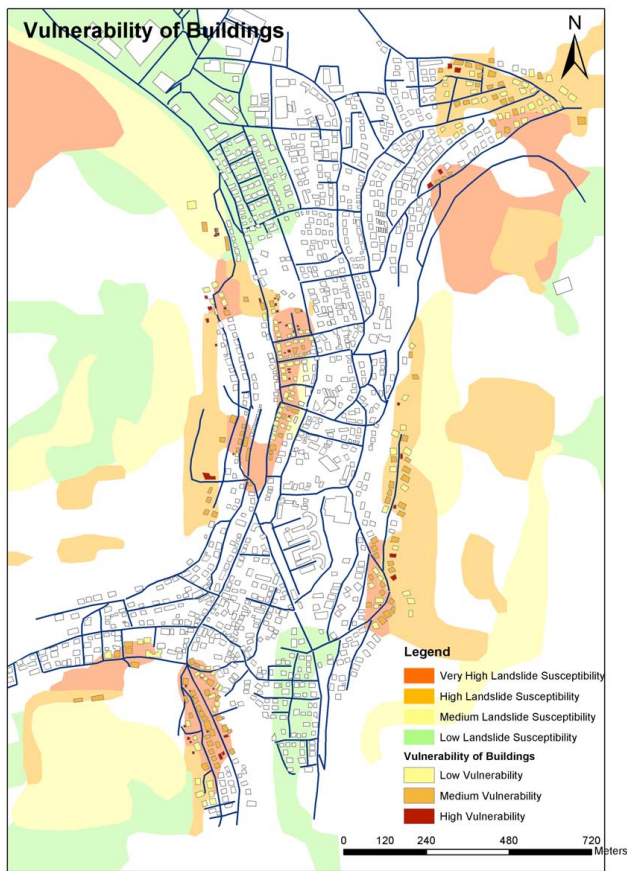 Vulnerability of Buildings
N
Legend
Very High Landslide Susceptibility
High Landslide Susceptibility
Medium Landslide Susceptibility
Low Landslide Susceptibility
Vulnerability of Buildings
Low Vulnerability
Medium Vulnerability
High Vulnerability
0 120 240 480 720
Meters